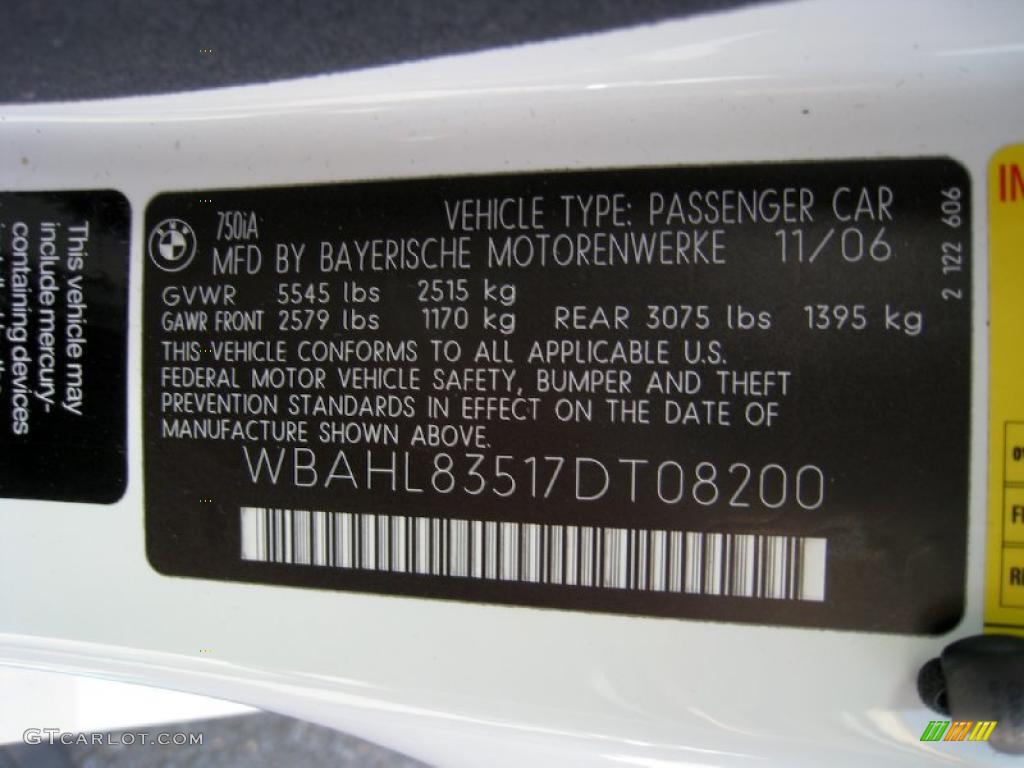 This vehicle may
include mercury-
containing devices
750iA
VEHICLE TYPE: PASSENGER CAR
MFD BY BAYERISCHE MOTORENWERKE 11/06
GVWR 5545 lbs 2515 kg
GAWR FRONT 2579 lbs 1170 kg REAR 3075 lbs 1395 kg
THIS VEHICLE CONFORMS TO ALL APPLICABLE U.S.
FEDERAL MOTOR VEHICLE SAFETY, BUMPER AND THEFT
PREVENTION STANDARDS IN EFFECT ON THE DATE OF
MANUFACTURE SHOWN ABOVE.
WBAHL83517DT08200
2 122 606
GTCARLOT.COM